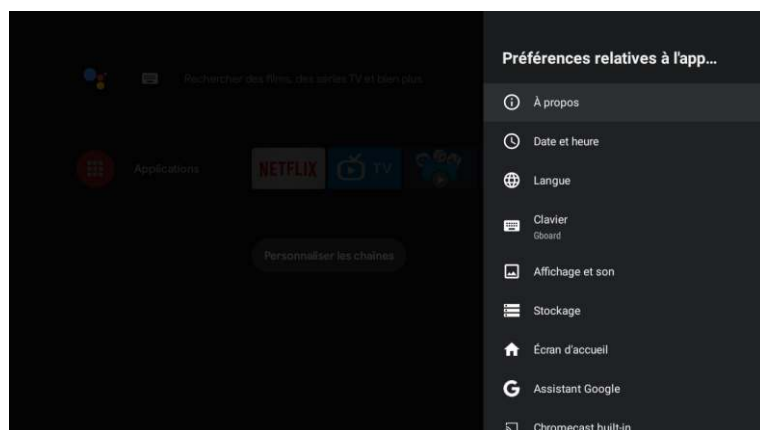 Préférences relatives à l'app...
Rechercher des films, des séries TV et bien plus
À propos
Date et heure
Applications
NETFLIX
TV
Langue
Clavier
Gboard
Personnaliser les chaînes
Affichage et son
Stockage
Écran d'accueil
Assistant Google
Chromecast built-in